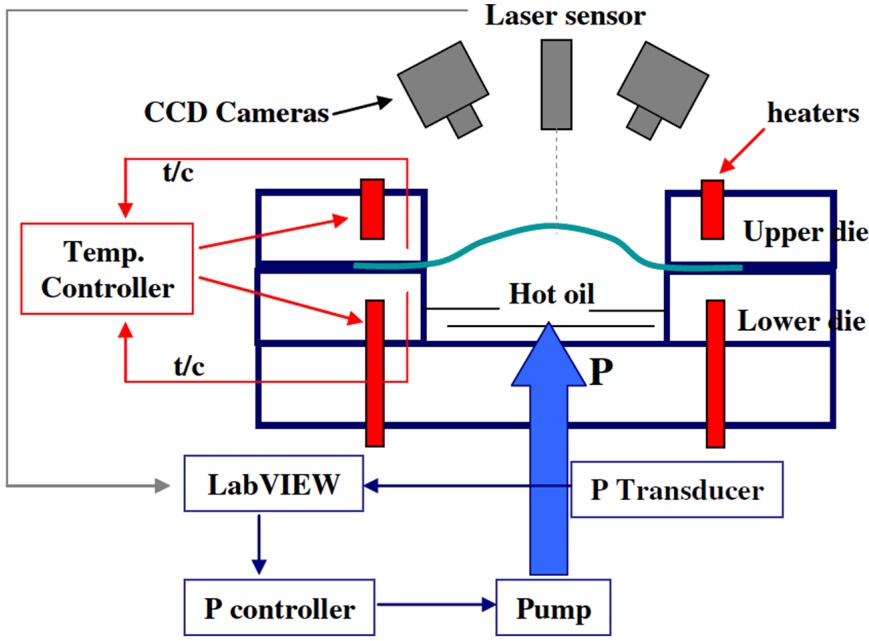 Laser sensor
CCD Cameras
heaters
t/c
Temp.
Controller
Upper die
Hot oil
Lower die
t/c
P
LabVIEW
P Transducer
P controller
Pump